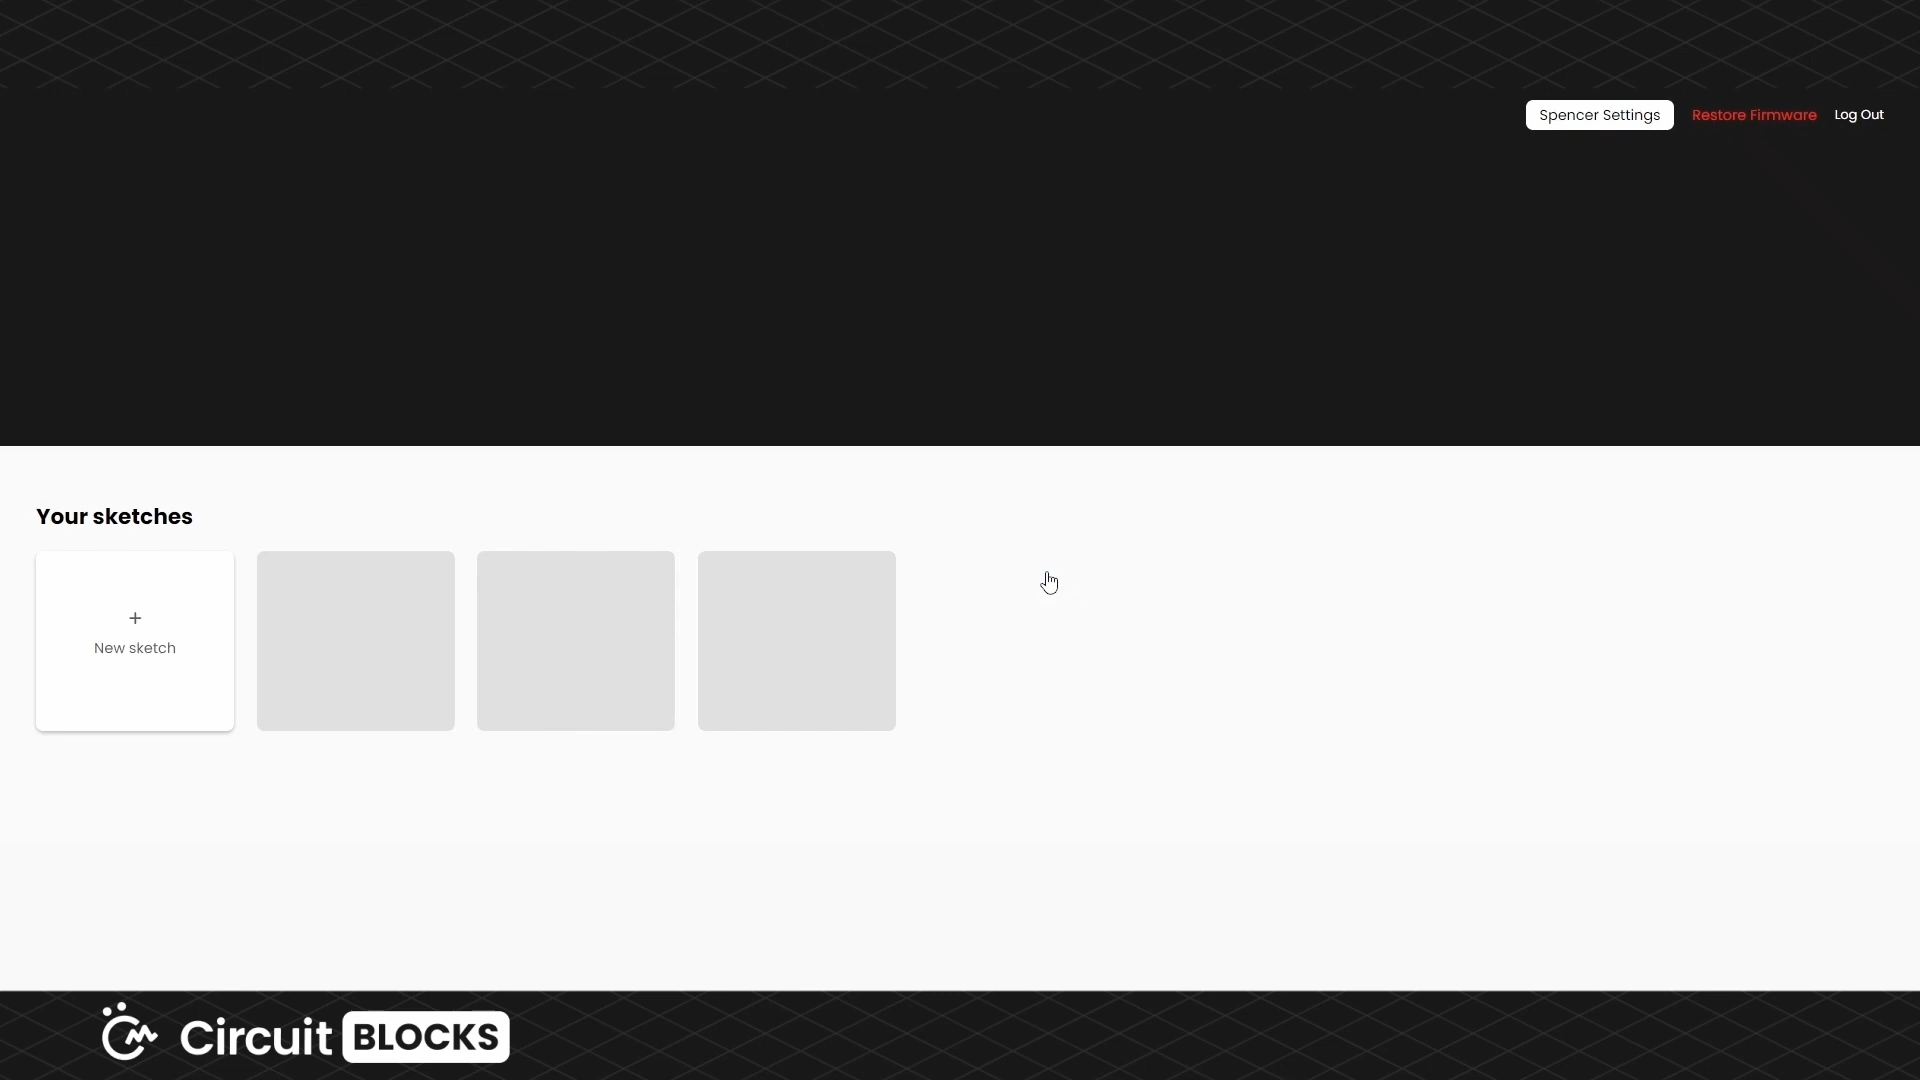 Spencer Settings Restore Firmware Log Out
Your sketches
+
New sketch
Circuit BLOCKS